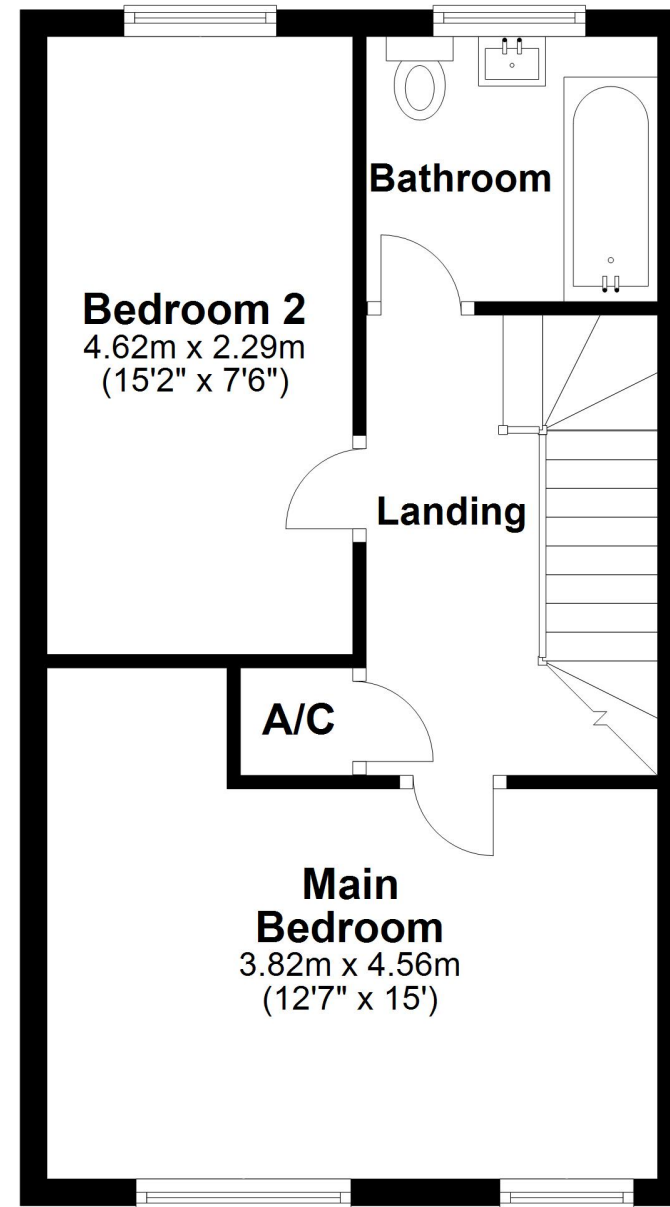 Bathroom
Bedroom 2
4.62m x 2.29m
(15'2" x 7'6")
Landing
A/C
Main
Bedroom
3.82m x 4.56m
(12'7" x 15')